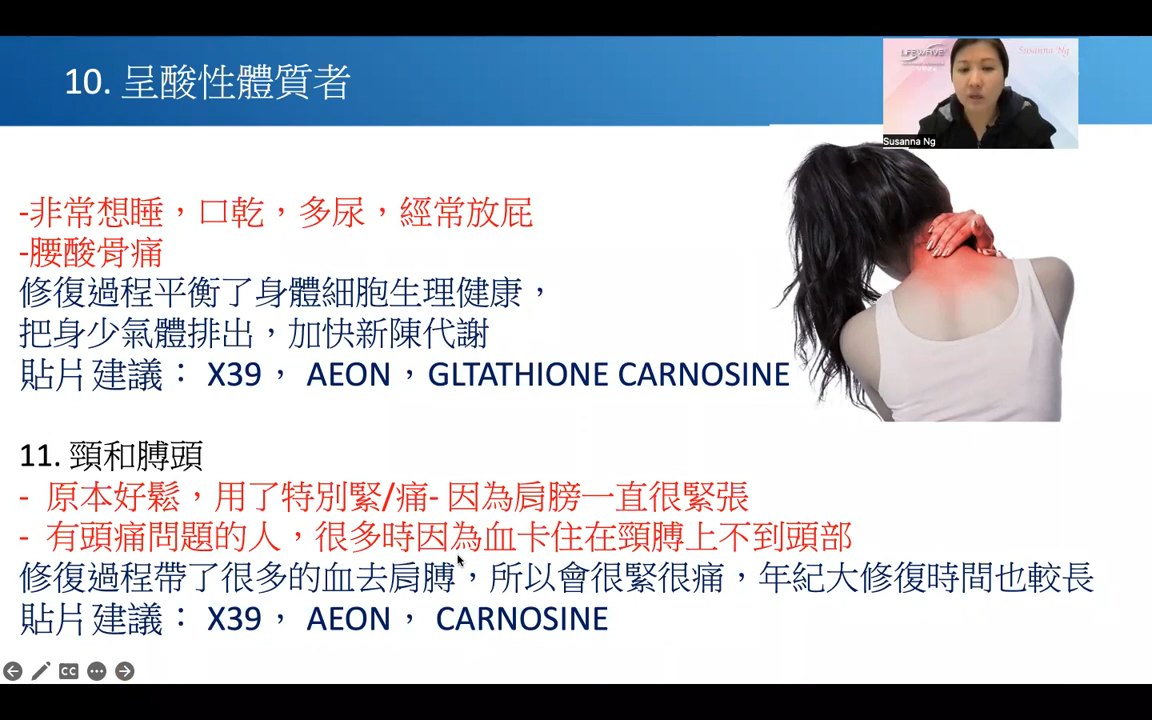 10. 呈酸性體質者
LIFEWAVE
Susanna Ng
Susanna Ng
-非常想睡，口乾，多尿，經常放屁
-腰酸骨痛
修復過程平衡了身體細胞生理健康，
把身少氣體排出，加快新陳代謝
貼片建議： X39， AEON，GLTATHIONE CARNOSINE
11. 頸和膊頭
- 原本好鬆，用了特別緊/痛- 因為肩膀一直很緊張
- 有頭痛問題的人，很多時因為血卡住在頸膊上不到頭部
修復過程帶了很多的血去肩膊，所以會很緊很痛，年紀大修復時間也較長
貼片建議： X39， AEON， CARNOSINE
CC